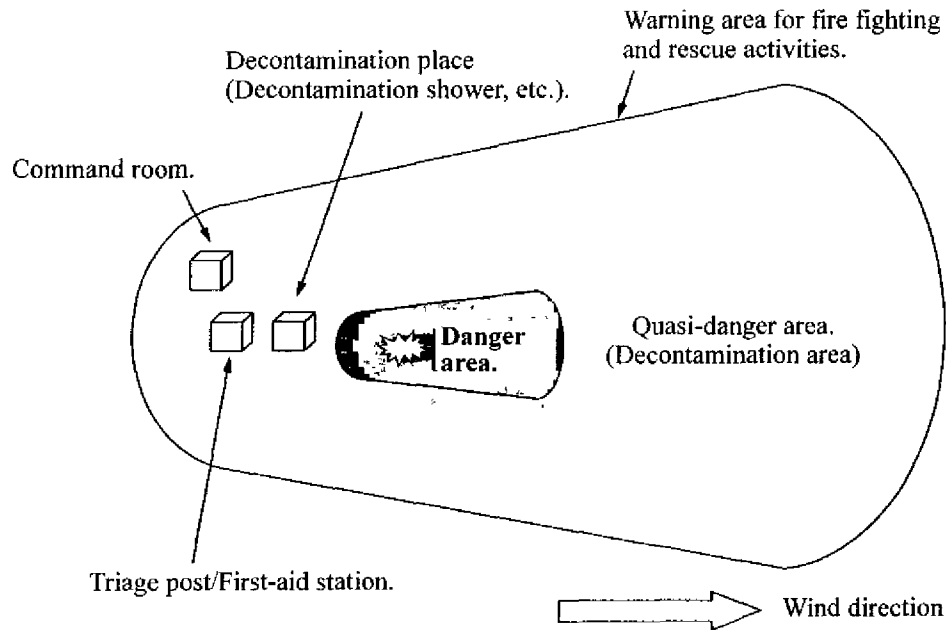 Warning area for fire fighting
and rescue activities.
Decontamination place
(Decontamination shower, etc.).
Command room.
Danger
area.
Quasi-danger area.
(Decontamination area)
Triage post/First-aid station.
Wind direction